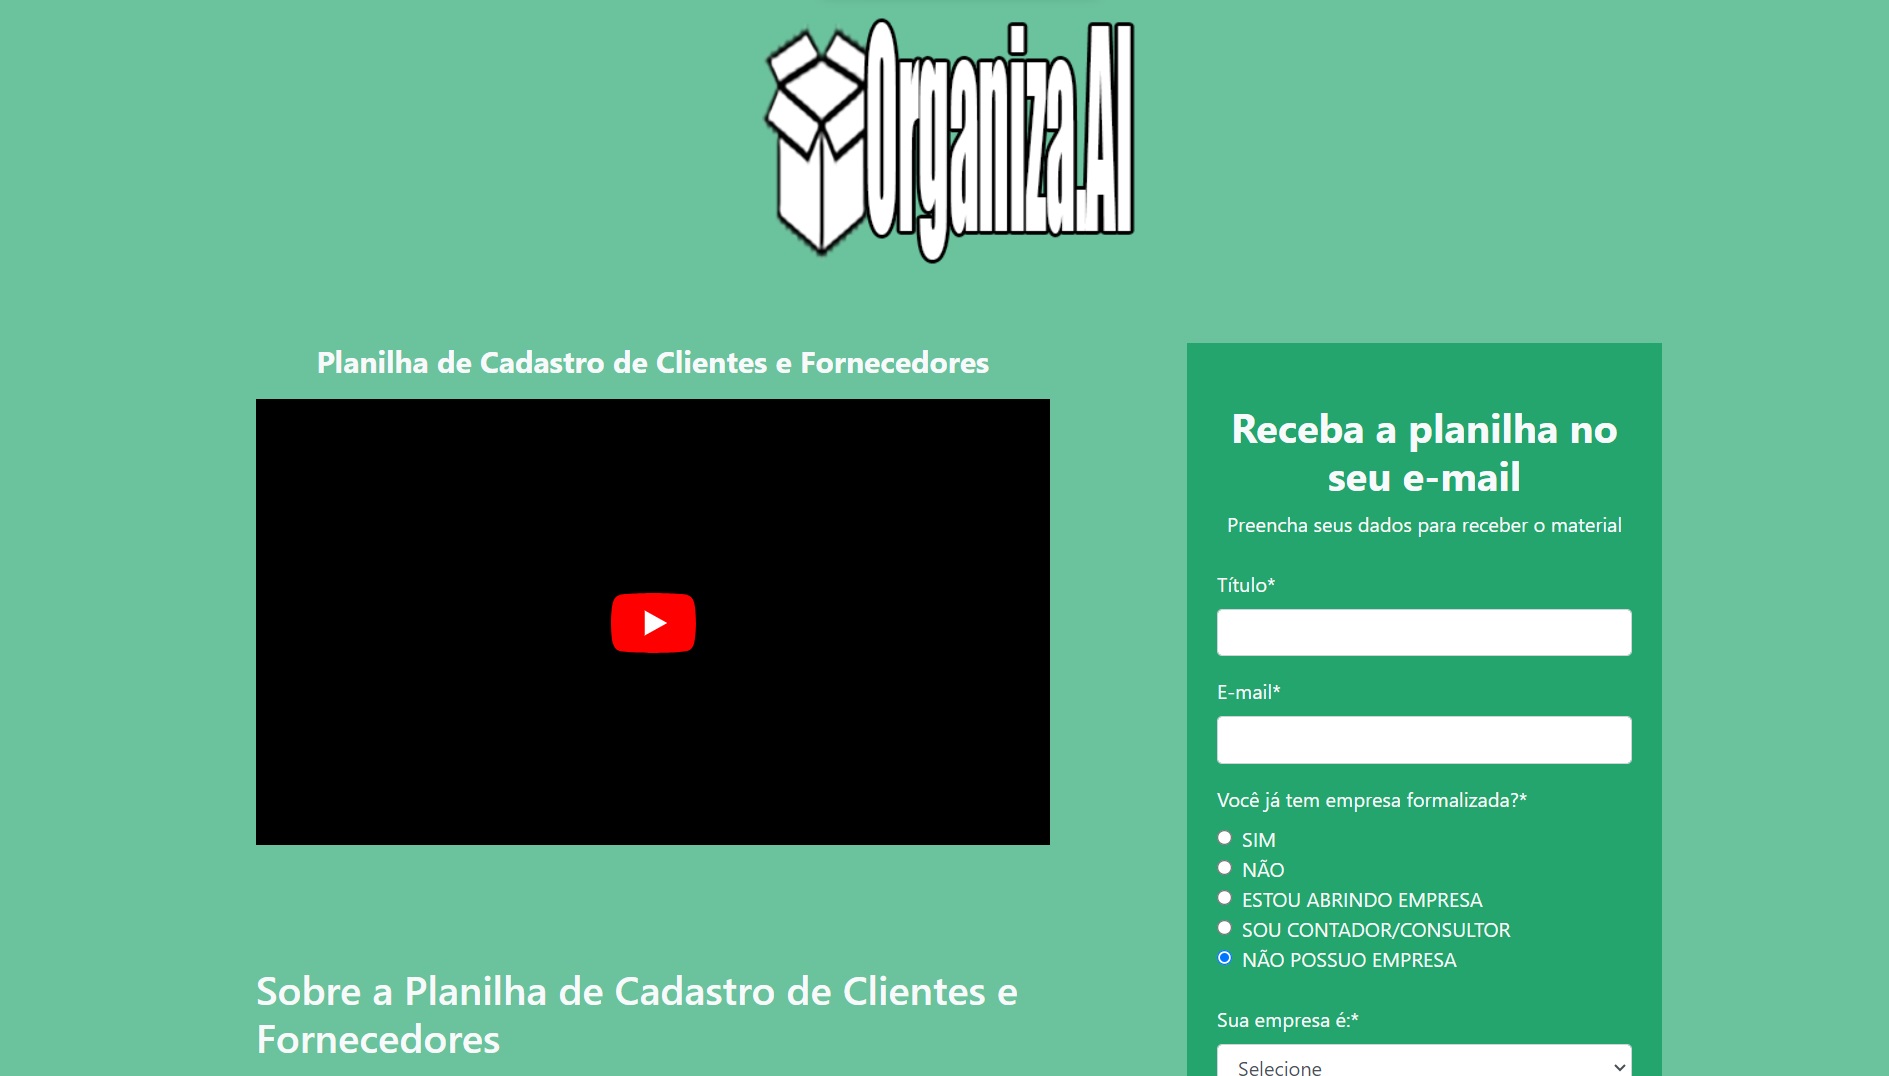 Organiza.AI
Planilha de Cadastro de Clientes e Fornecedores
Sobre a Planilha de Cadastro de Clientes e
Fornecedores
Receba a planilha no
seu e-mail
Preencha seus dados para receber o material
Título*
E-mail*
Você já tem empresa formalizada?*
SIM
NÃO
ESTOU ABRINDO EMPRESA
SOU CONTADOR/CONSULTOR
NÃO POSSUO EMPRESA
Sua empresa é:*
Selecione